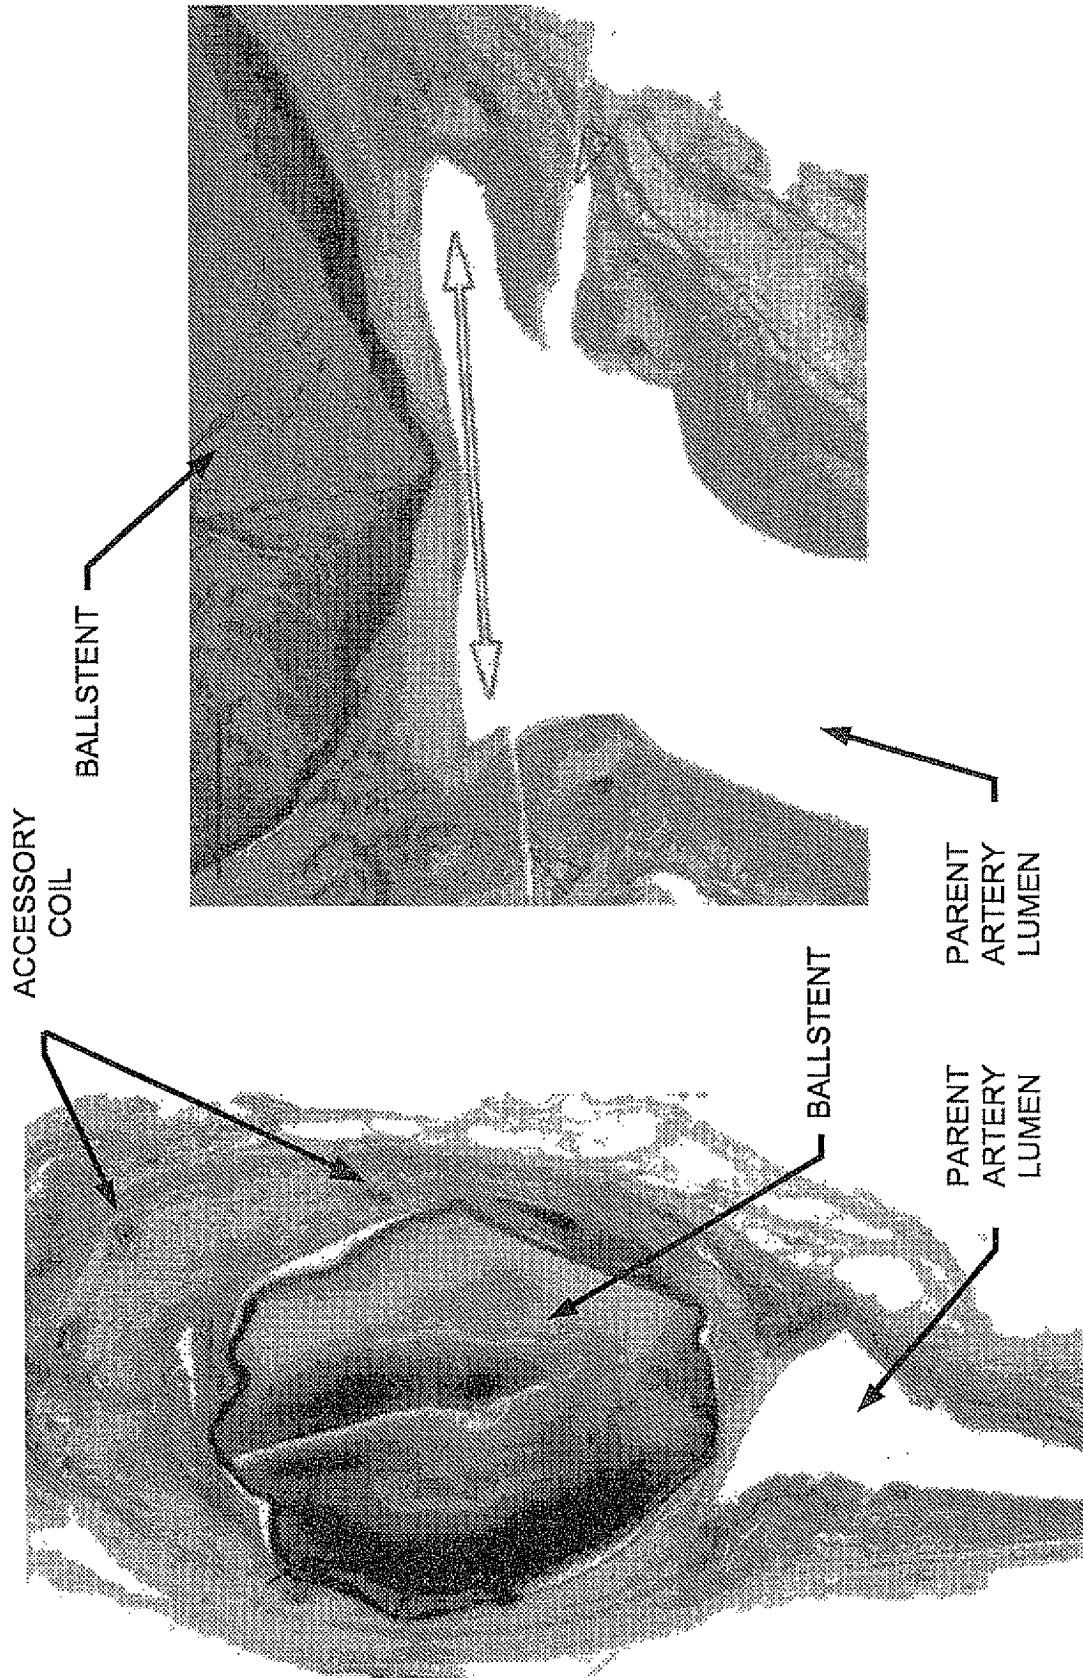 ACCESSORY
COIL
BALLSTENT
BALLSTENT
PARENT
ARTERY
LUMEN
PARENT
ARTERY
LUMEN